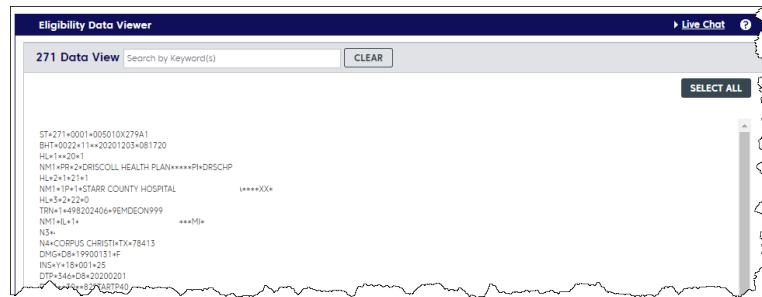 Eligibility Data Viewer
Live Chat ?
271 Data View Search by Keyword(s) CLEAR
SELECT ALL
ST*271*0001*005010X279A1
BHT*0022*11**20201203*081720
HL*1**20*1
NM1*PR*2*DRISCOLL HEALTH PLAN*****PI*DRSCHP
HL*2*1*21*1
NM1*1P*1*STARR COUNTY HOSPITAL ****XX*
HL*3*2*22*0
TRN*1*498202406*9EMDEON999
NM1*IL*1* ***MI*
N3*
N4*CORPUS CHRISTI*TX*78413
DMG*D8*19900131*F
INS*Y*18*001*25
DTP*346*D8*20200201